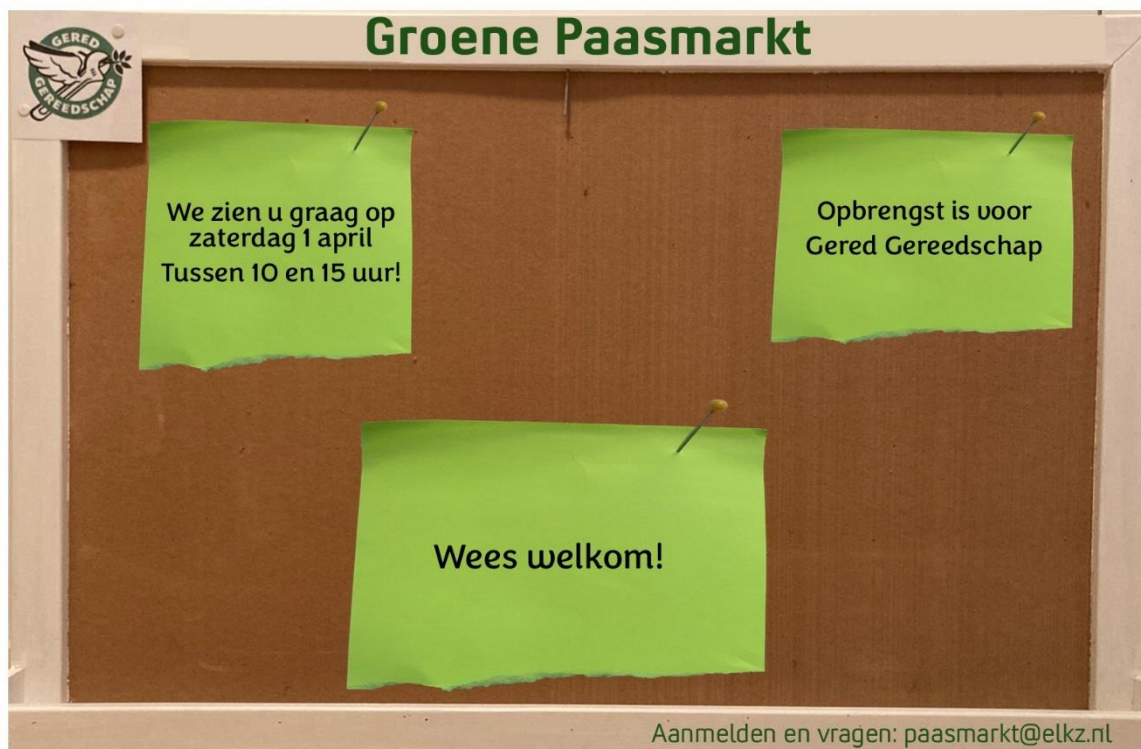 Groene Paasmarkt
GERED
GEREEDSCHAP
We zien u graag op
zaterdag 1 april
Tussen 10 en 15 uur!
Opbrengst is voor
Gered Gereedschap
Wees welkom!
Aanmelden en vragen: paasmarkt@elkz.nl